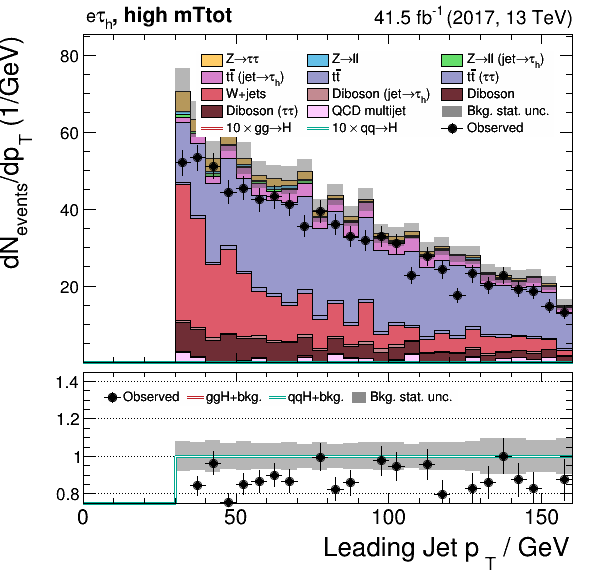 eτh, high mTtot 41.5 fb-1 (2017, 13 TeV)
dNevents/dpT (1/GeV)
80
60
40
20
Z→ττ Z→ll Z→ll (jet→τh)
tt̄ (jet→τh) tt̄ tt̄ (ττ)
W+jets Diboson (jet→τh) Diboson
Diboson (ττ) QCD multijet Bkg. stat. unc.
10 × gg→H 10 × qq→H Observed
1.4
1.2
1
0.8
Observed ggH+bkg. qqH+bkg. Bkg. stat. unc.
0 50 100 150
Leading Jet pT / GeV